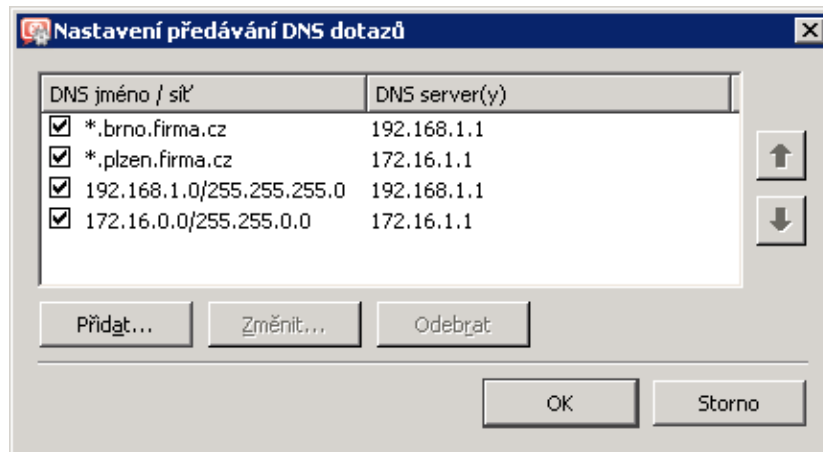 Nastavení předávání DNS dotazů
DNS jméno / síť DNS server(y)
*.brno.firma.cz 192.168.1.1
*.plzen.firma.cz 172.16.1.1
192.168.1.0/255.255.255.0 192.168.1.1
172.16.0.0/255.255.0.0 172.16.1.1
Přidat... Změnit... Odebrat
OK Storno